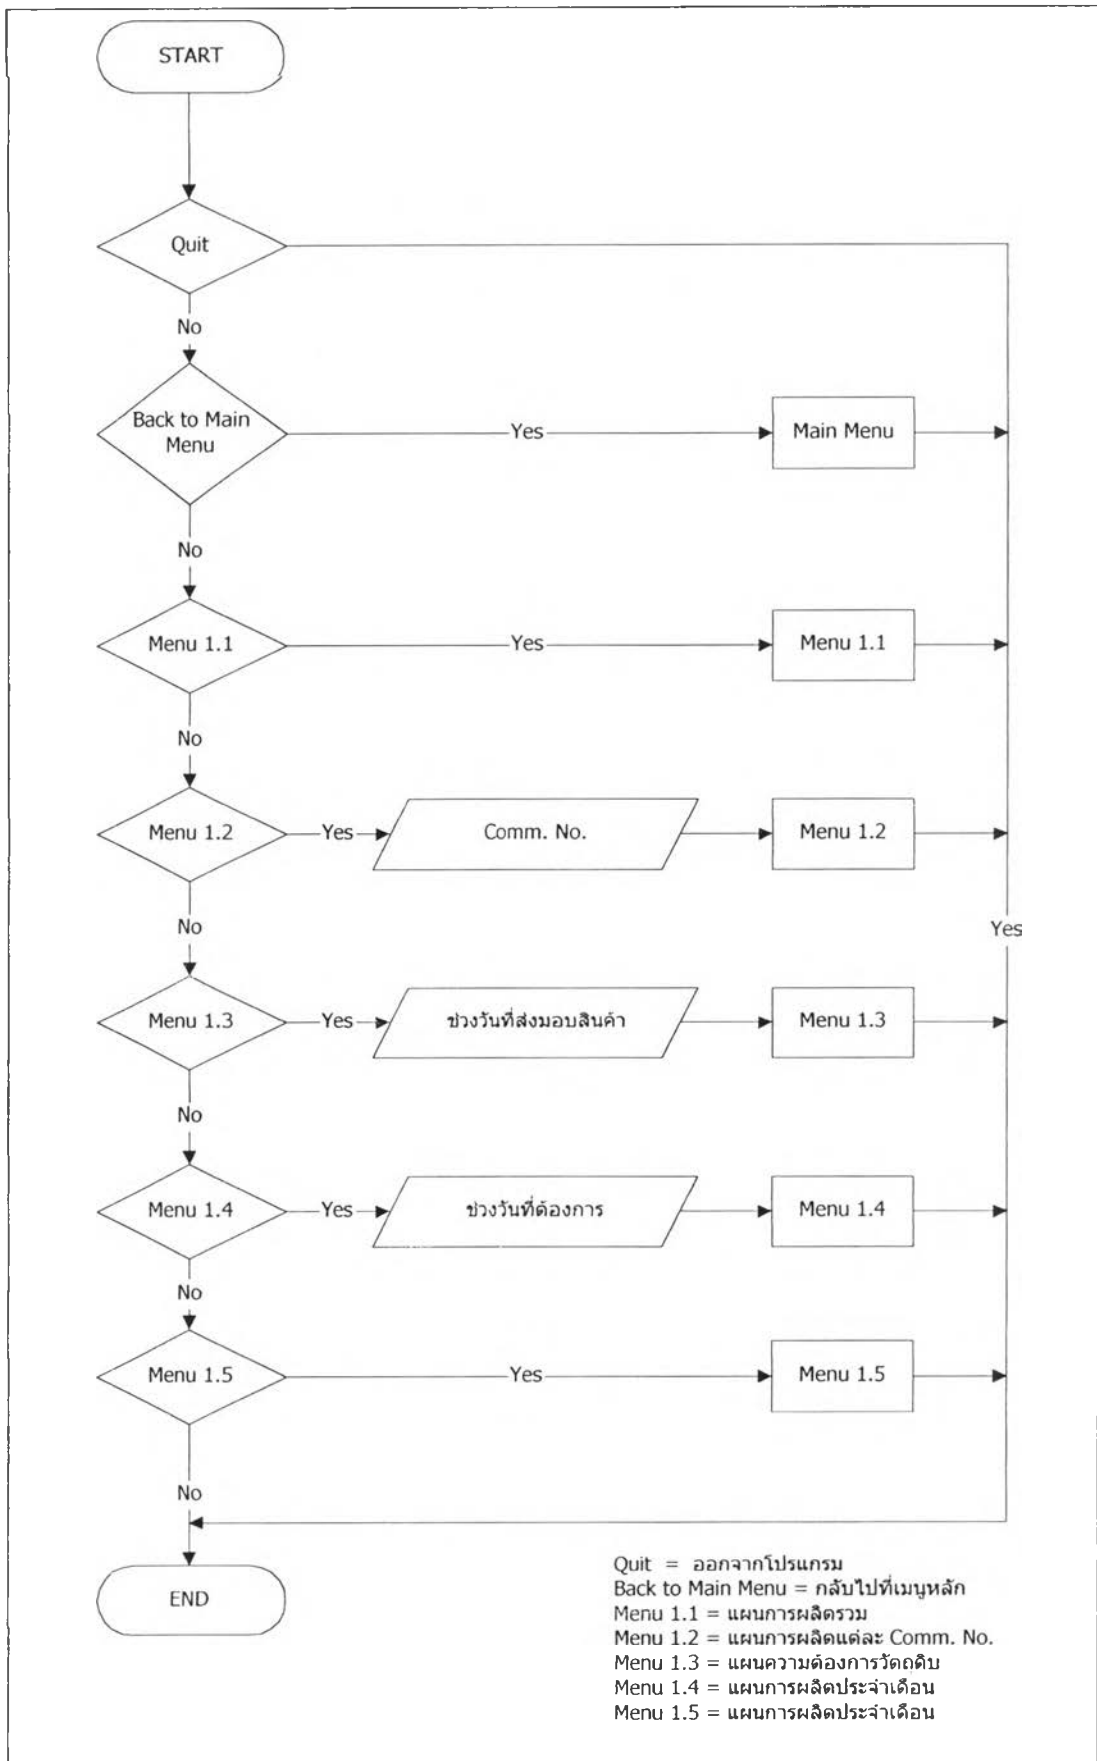 START
Quit
No
Back to Main
Menu
Yes
Main Menu
No
Menu 1.1
Yes
Menu 1.1
No
Menu 1.2
Yes
Comm. No.
Menu 1.2
No
Yes
Menu 1.3
Yes
ช่วงวันที่ส่งมอบสินค้า
Menu 1.3
No
Menu 1.4
Yes
ช่วงวันที่ต้องการ
Menu 1.4
No
Menu 1.5
Yes
Menu 1.5
No
END
Quit = ออกจากโปรแกรม
Back to Main Menu = กลับไปที่เมนูหลัก
Menu 1.1 = แผนการผลิตรวม
Menu 1.2 = แผนการผลิตแต่ละ Comm. No.
Menu 1.3 = แผนความต้องการวัตถุดิบ
Menu 1.4 = แผนการผลิตประจำเดือน
Menu 1.5 = แผนการผลิตประจำเดือน